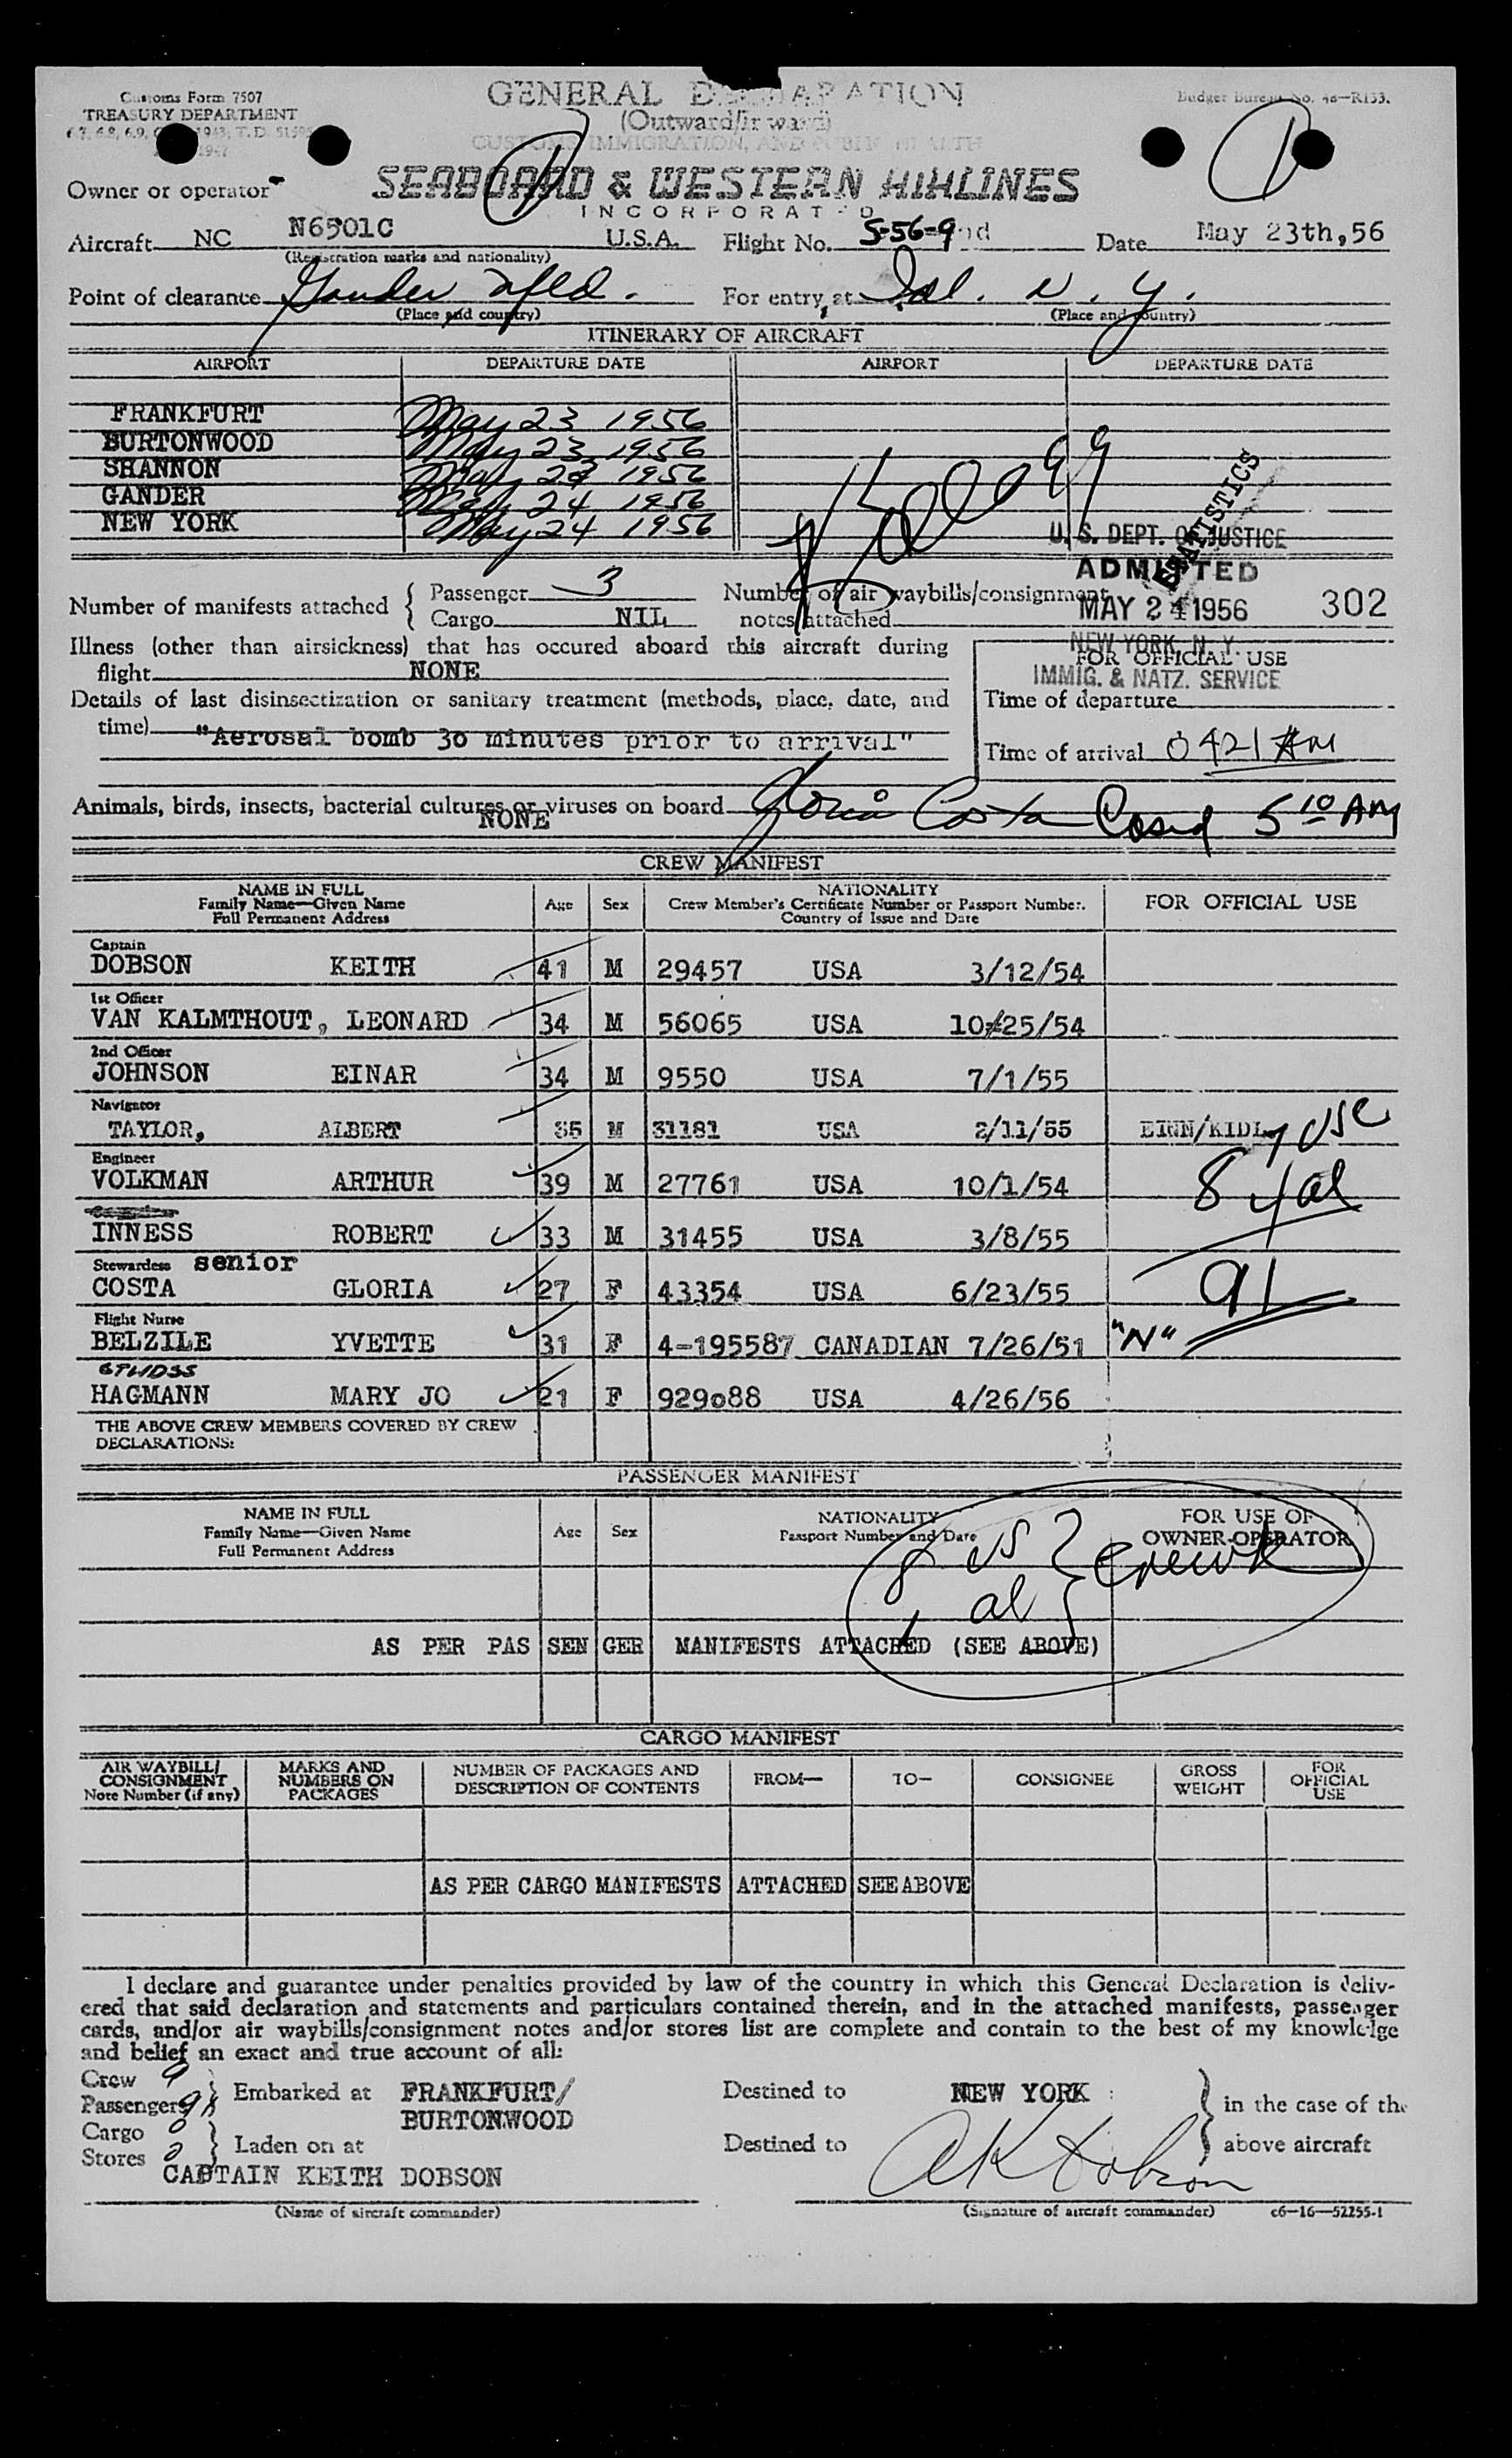 Customs Form 7507
TREASURY DEPARTMENT
GENERAL DECLARATION
(Outward/Inward)
CUSTOMS, IMMIGRATION, AND PUBLIC HEALTH
Budget Bureau No. 48-R133.
Owner or operator
SEABOARD & WESTERN AIRLINES
INCORPORATED
Aircraft NC N6901C U.S.A. Flight No. S-56-9 Date May 23th,56
(Registration marks and nationality)
Point of clearance Gander Nfld. For entry at Idl. N. Y.
(Place and country) (Place and country)
ITINERARY OF AIRCRAFT
AIRPORT DEPARTURE DATE AIRPORT DEPARTURE DATE
FRANKFURT May 23 1956
BURTONWOOD May 23 1956
SHANNON May 23 1956
GANDER May 24 1956
NEW YORK May 24 1956
STATISTICS
U. S. DEPT. OF JUSTICE
ADMITTED
MAY 24 1956
NEW YORK, N. Y.
IMMIG. & NATZ. SERVICE
302
Number of manifests attached { Passenger 3
Cargo NIL
Number of air waybills/consignment
notes attached
Illness (other than airsickness) that has occured aboard this aircraft during
flight NONE
FOR OFFICIAL USE
Details of last disinsectization or sanitary treatment (methods, place, date, and
time) "Aerosal bomb 30 minutes prior to arrival"
Time of departure
Time of arrival 0421 AM
Animals, birds, insects, bacterial cultures or viruses on board Gloria Costa 5 10 AM
NONE
CREW MANIFEST
NAME IN FULL
Family Name—Given Name
Full Permanent Address
Age Sex
NATIONALITY
Crew Member's Certificate Number or Passport Number.
Country of Issue and Date
FOR OFFICIAL USE
Captain
DOBSON KEITH 41 M 29457 USA 3/12/54
1st Officer
VAN KALMTHOUT, LEONARD 34 M 56065 USA 10/25/54
2nd Officer
JOHNSON EINAR 34 M 9550 USA 7/1/55
Navigator
TAYLOR, ALBERT 35 M 31181 USA 2/11/55
Engineer
VOLKMAN ARTHUR 39 M 27761 USA 10/1/54
INNESS ROBERT 33 M 31455 USA 3/8/55
Stewardess senior
COSTA GLORIA 27 F 43354 USA 6/23/55
91
Flight Nurse
BELZILE YVETTE 31 F 4-195587 CANADIAN 7/26/51 "N"
STWDSS
HAGMANN MARY JO 21 F 929088 USA 4/26/56
THE ABOVE CREW MEMBERS COVERED BY CREW
DECLARATIONS:
PASSENGER MANIFEST
NAME IN FULL
Family Name—Given Name
Full Permanent Address
Age Sex
NATIONALITY
Passport Number and Date
FOR USE OF
OWNER-OPERATOR
8 US } crew
1 al
AS PER PASSENGER MANIFESTS ATTACHED (SEE ABOVE)
CARGO MANIFEST
AIR WAYBILL/
CONSIGNMENT
Note Number (if any)
MARKS AND
NUMBERS ON
PACKAGES
NUMBER OF PACKAGES AND
DESCRIPTION OF CONTENTS
FROM— TO— CONSIGNEE
GROSS
WEIGHT
FOR
OFFICIAL
USE
AS PER CARGO MANIFESTS ATTACHED SEE ABOVE
I declare and guarantee under penalties provided by law of the country in which this General Declaration is deliv-
ered that said declaration and statements and particulars contained therein, and in the attached manifests, passenger
cards, and/or air waybills/consignment notes and/or stores list are complete and contain to the best of my knowledge
and belief an exact and true account of all:
Crew 9
Passengers 91
Embarked at FRANKFURT/
BURTONWOOD
Destined to NEW YORK
in the case of the
above aircraft
Cargo 0
Stores 0
Laden on at
Destined to
CAPTAIN KEITH DOBSON
AK Dobson
(Name of aircraft commander) (Signature of aircraft commander) c6—16—52255-1